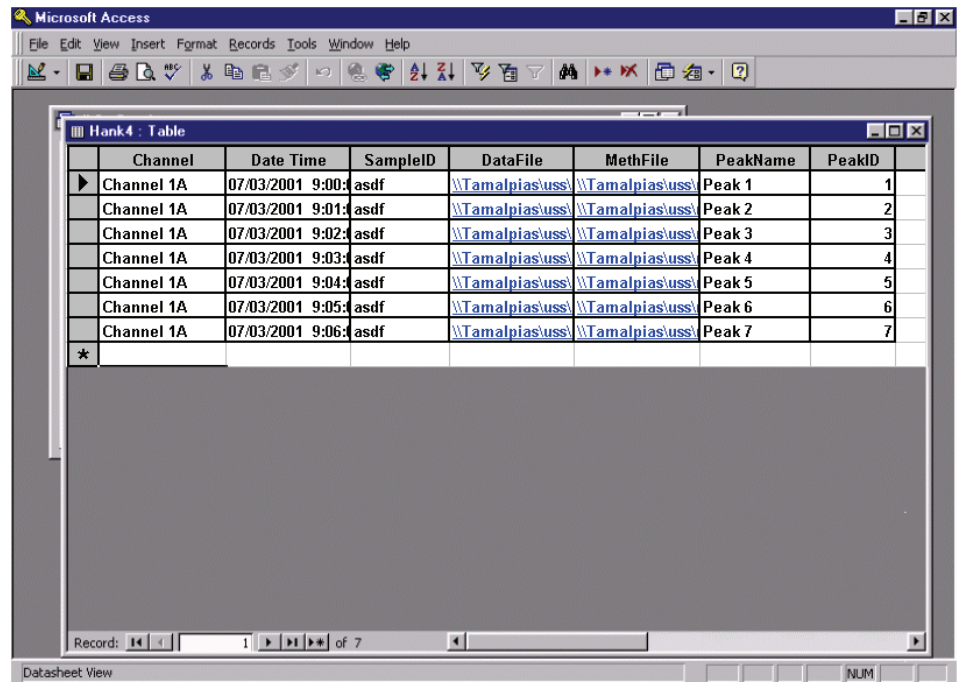 Microsoft Access
File Edit View Insert Format Records Tools Window Help
Hank4 : Table
Channel Date Time SampleID DataFile MethFile PeakName PeakID
Channel 1A 07/03/2001 9:00: asdf \\Tamalpias\uss\ \\Tamalpias\uss\ Peak 1 1
Channel 1A 07/03/2001 9:01: asdf \\Tamalpias\uss\ \\Tamalpias\uss\ Peak 2 2
Channel 1A 07/03/2001 9:02: asdf \\Tamalpias\uss\ \\Tamalpias\uss\ Peak 3 3
Channel 1A 07/03/2001 9:03: asdf \\Tamalpias\uss\ \\Tamalpias\uss\ Peak 4 4
Channel 1A 07/03/2001 9:04: asdf \\Tamalpias\uss\ \\Tamalpias\uss\ Peak 5 5
Channel 1A 07/03/2001 9:05: asdf \\Tamalpias\uss\ \\Tamalpias\uss\ Peak 6 6
Channel 1A 07/03/2001 9:06: asdf \\Tamalpias\uss\ \\Tamalpias\uss\ Peak 7 7
*
Record: 1 of 7
Datasheet View NUM